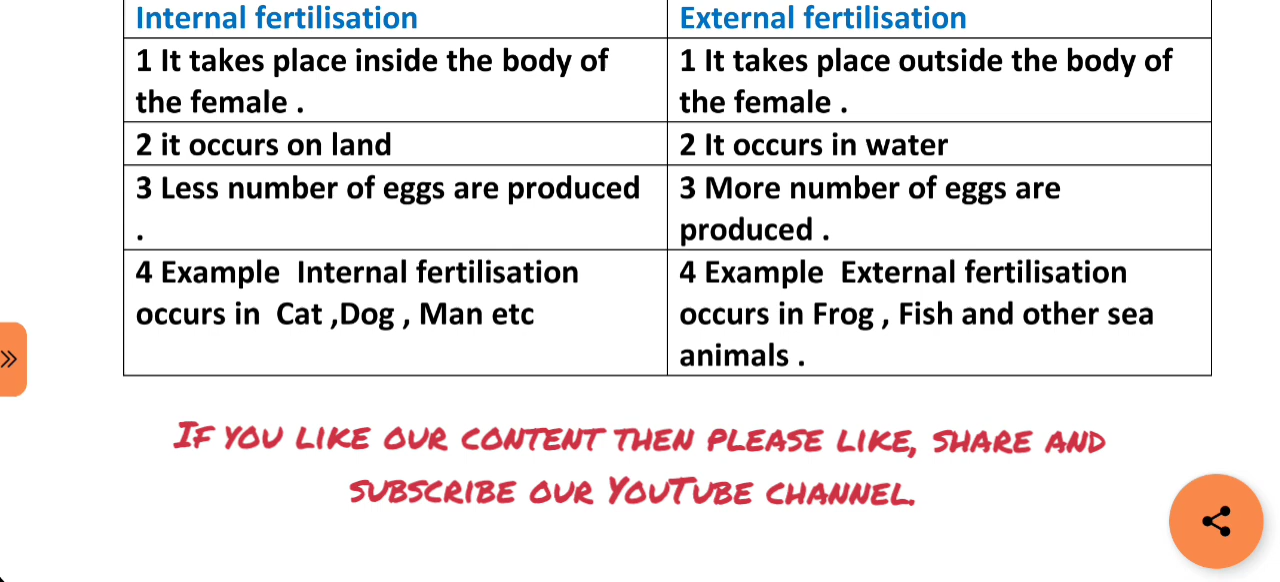 Internal fertilisation
External fertilisation
1 It takes place inside the body of
the female .
1 It takes place outside the body of
the female .
2 it occurs on land
2 It occurs in water
3 Less number of eggs are produced
.
3 More number of eggs are
produced .
4 Example  Internal fertilisation
occurs in  Cat ,Dog , Man etc
4 Example  External fertilisation
occurs in Frog , Fish and other sea
animals .
If you like our content then please like, share and
subscribe our YouTube channel.